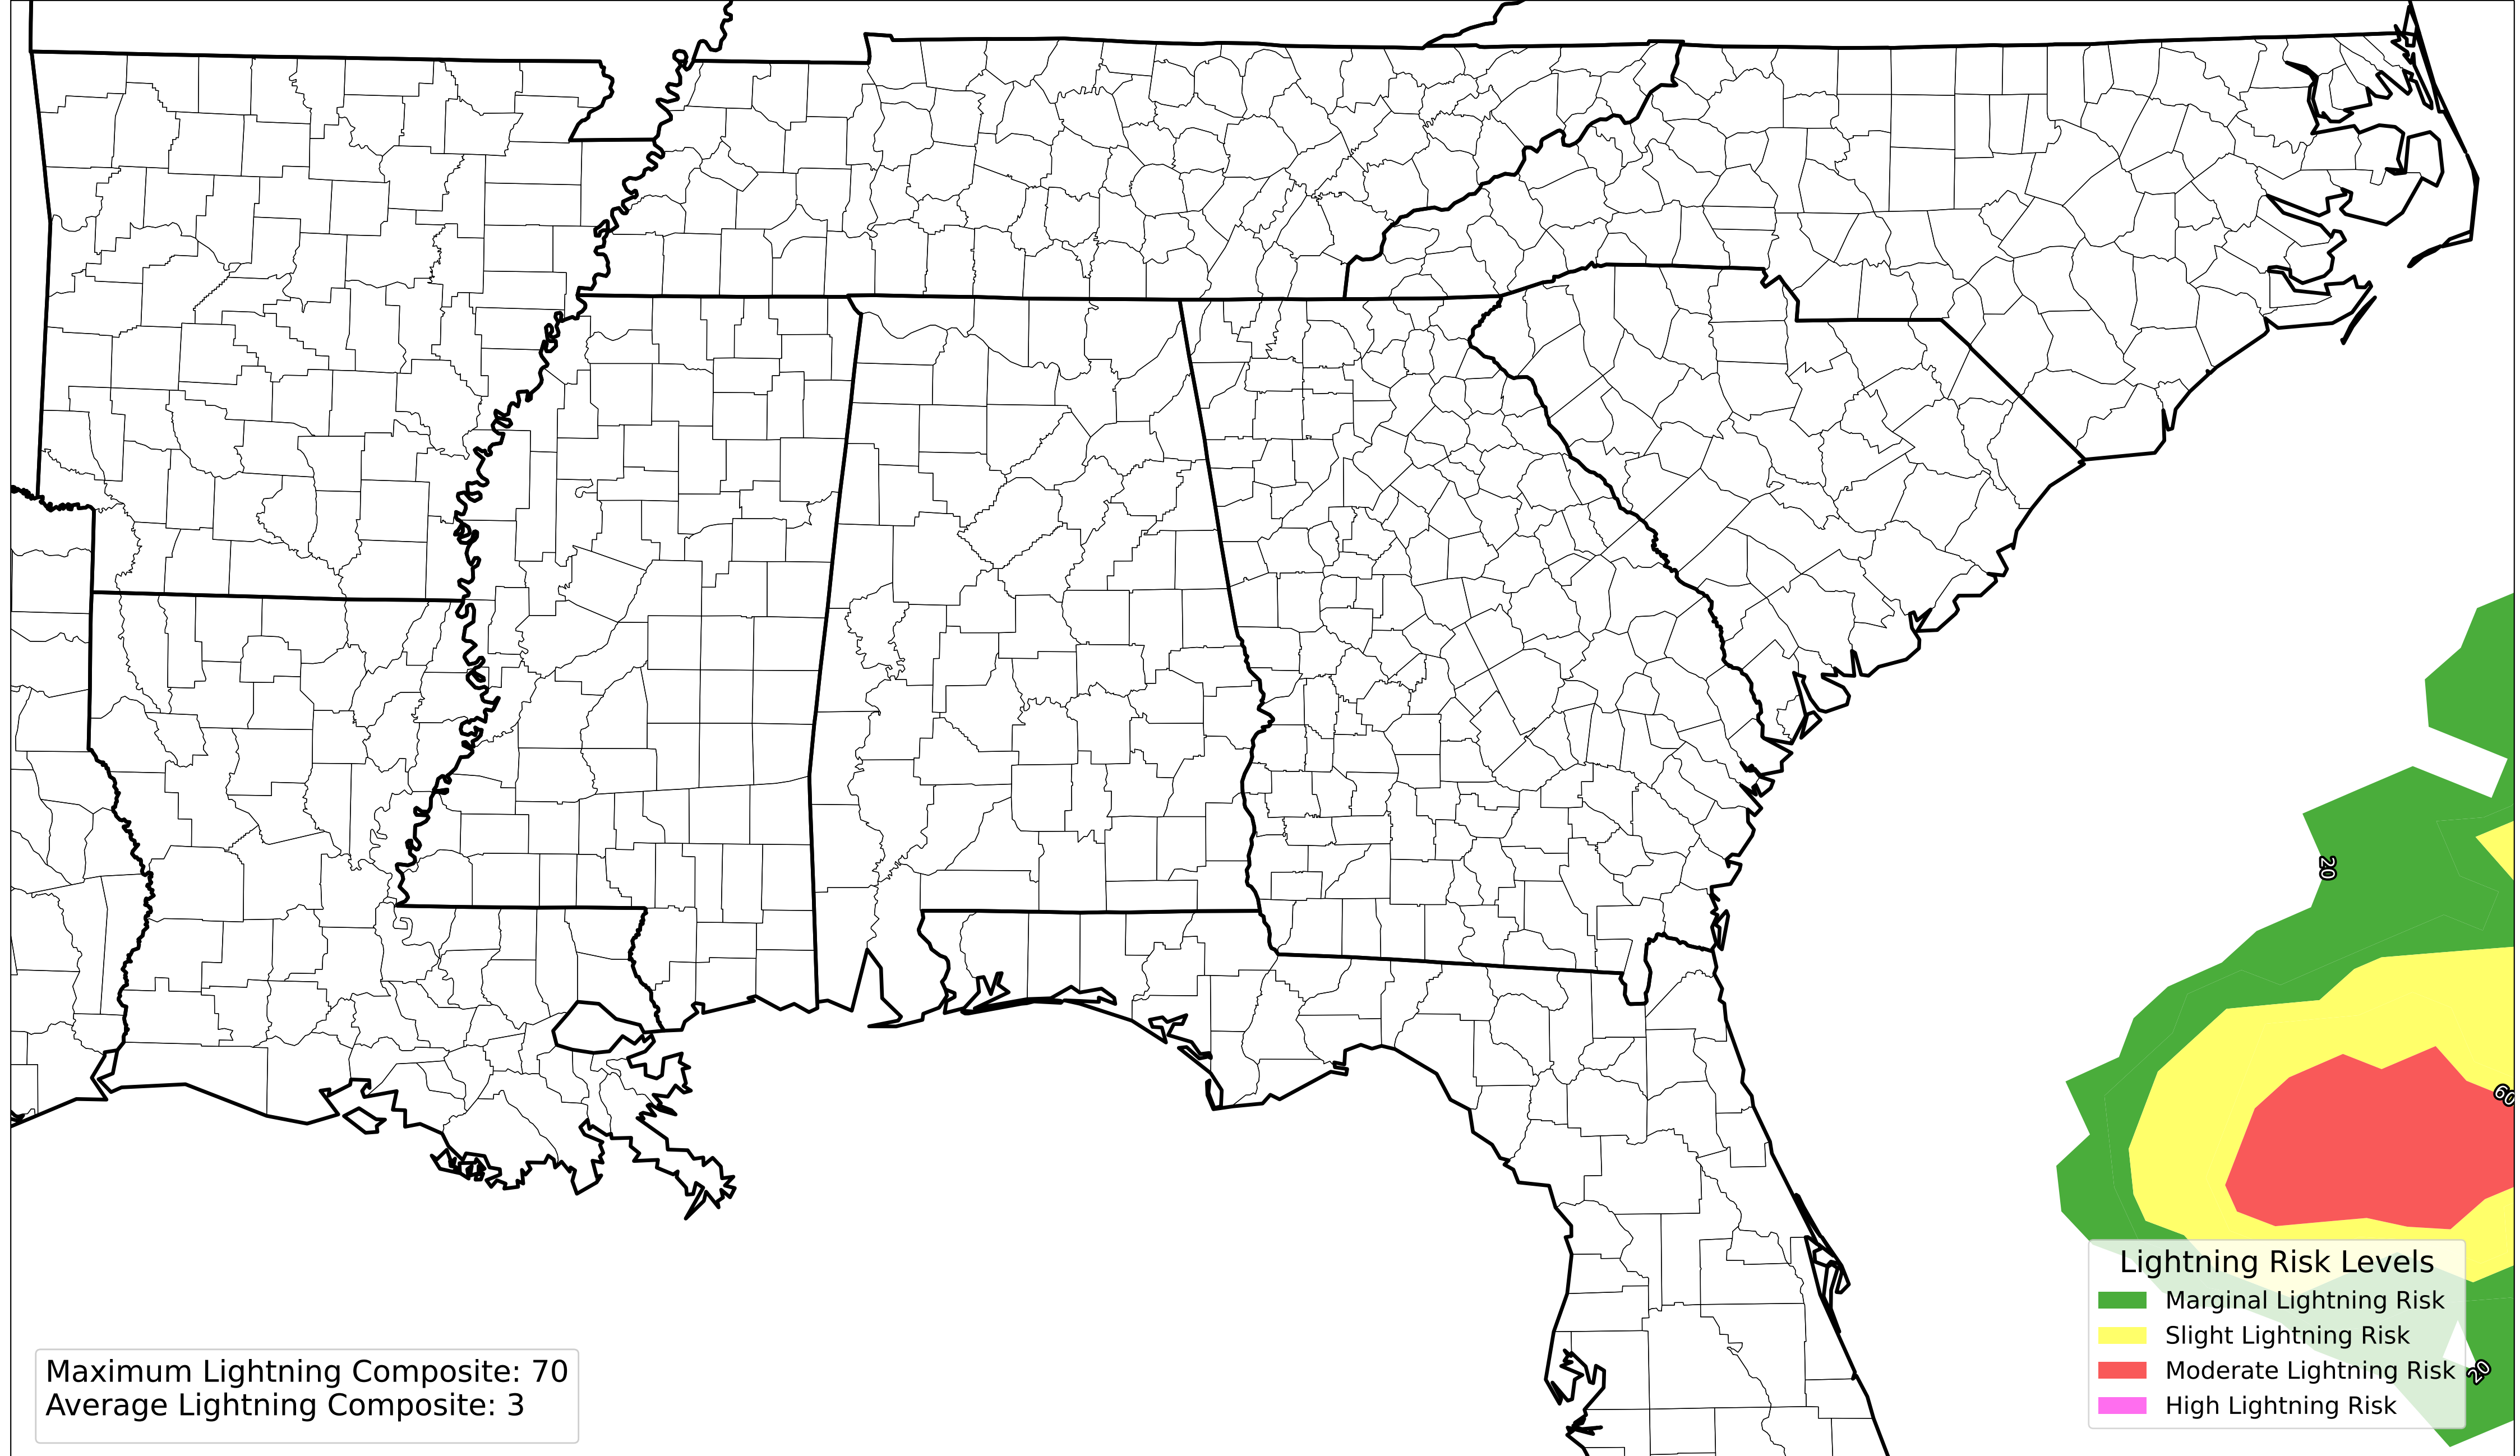 20
60
Lightning Risk Levels
Marginal Lightning Risk
Slight Lightning Risk
Moderate Lightning Risk
High Lightning Risk
20
Maximum Lightning Composite: 70
Average Lightning Composite: 3